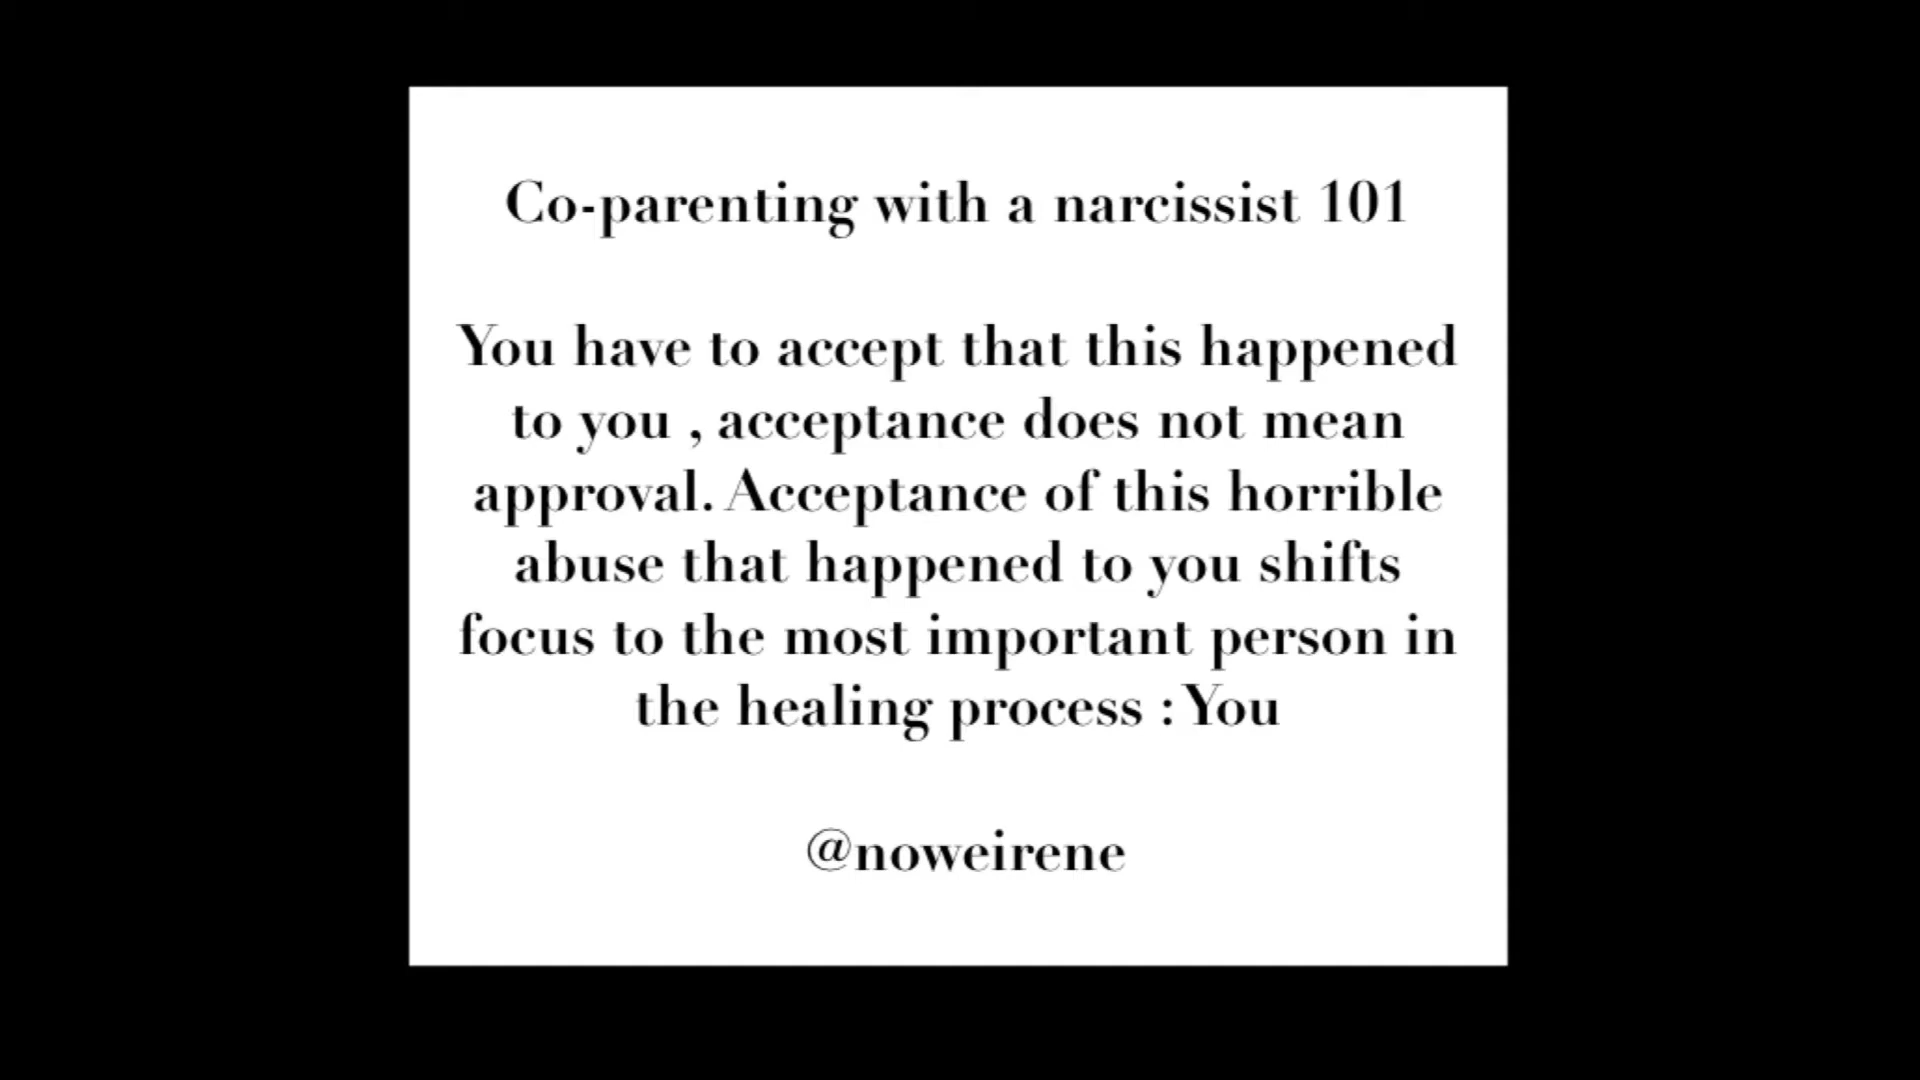 Co-parenting with a narcissist 101
You have to accept that this happened
to you , acceptance does not mean
approval. Acceptance of this horrible
abuse that happened to you shifts
focus to the most important person in
the healing process : You
@noweirene